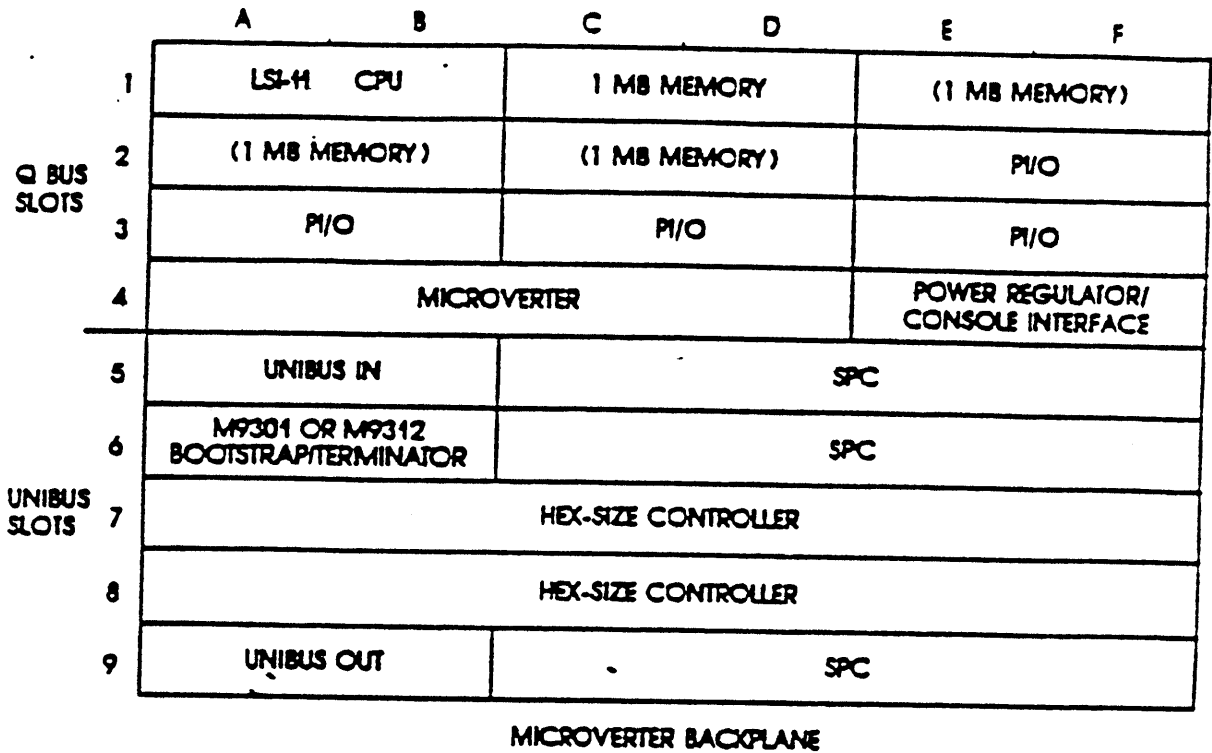 A B C D E F
1 LSI-11 CPU 1 MB MEMORY (1 MB MEMORY)
Q BUS
SLOTS
2 (1 MB MEMORY) (1 MB MEMORY) PI/O
3 PI/O PI/O PI/O
4 MICROVERTER POWER REGULATOR/
CONSOLE INTERFACE
5 UNIBUS IN SPC
6 M9301 OR M9312
BOOTSTRAP/TERMINATOR SPC
UNIBUS
SLOTS
7 HEX-SIZE CONTROLLER
8 HEX-SIZE CONTROLLER
9 UNIBUS OUT SPC
MICROVERTER BACKPLANE